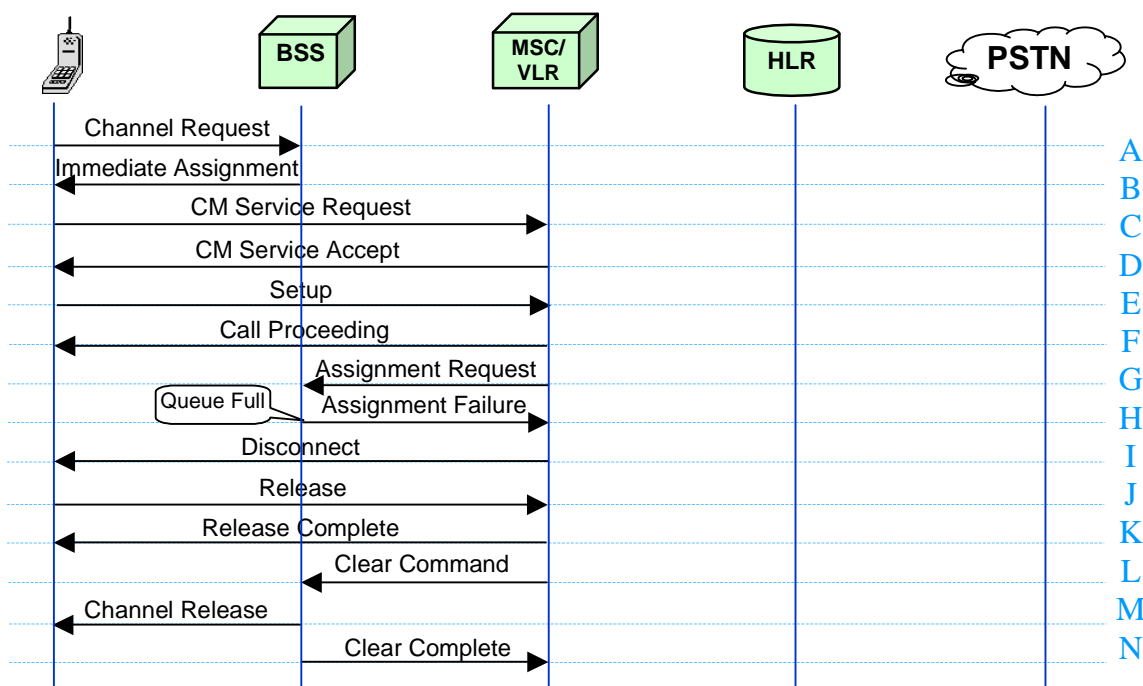 BSS
MSC/
VLR
HLR
PSTN
Channel Request
A
Immediate Assignment
B
CM Service Request
C
CM Service Accept
D
Setup
E
Call Proceeding
F
Assignment Request
G
Queue Full
Assignment Failure
H
Disconnect
I
Release
J
Release Complete
K
Clear Command
L
Channel Release
M
Clear Complete
N